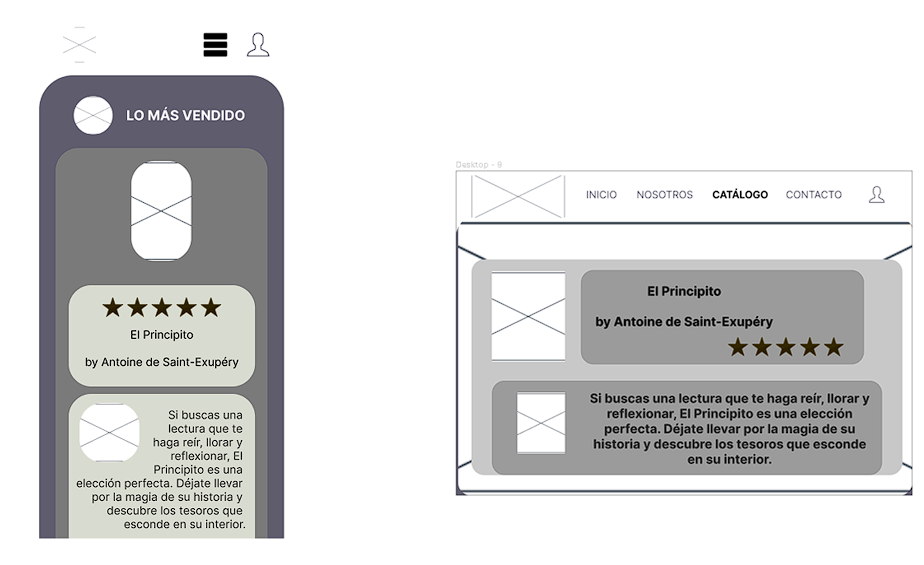 LO MÁS VENDIDO
El Principito
by Antoine de Saint-Exupéry
Si buscas una
lectura que te
haga reír, llorar y
reflexionar, El
Principito es una
elección perfecta. Déjate llevar
por la magia de su historia y
descubre los tesoros que
esconde en su interior.
Desktop - 9
INICIO NOSOTROS CATÁLOGO CONTACTO
El Principito
by Antoine de Saint-Exupéry
Si buscas una lectura que te haga reír, llorar y
reflexionar, El Principito es una elección
perfecta. Déjate llevar por la magia de su
historia y descubre los tesoros que esconde
en su interior.